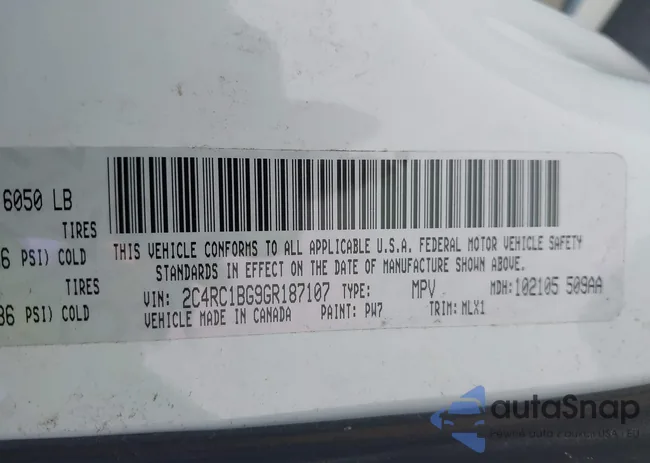 6050 LB
TIRES
6 PSI) COLD
36 PSI) COLD
THIS VEHICLE CONFORMS TO ALL APPLICABLE U.S.A. FEDERAL MOTOR VEHICLE SAFETY
STANDARDS IN EFFECT ON THE DATE OF MANUFACTURE SHOWN ABOVE.
VIN: 2C4RC1BG9GR187107 TYPE: MPV MDH: 102105 509AA
VEHICLE MADE IN CANADA PAINT: PW7 TRIM: MLX1
autaSnap